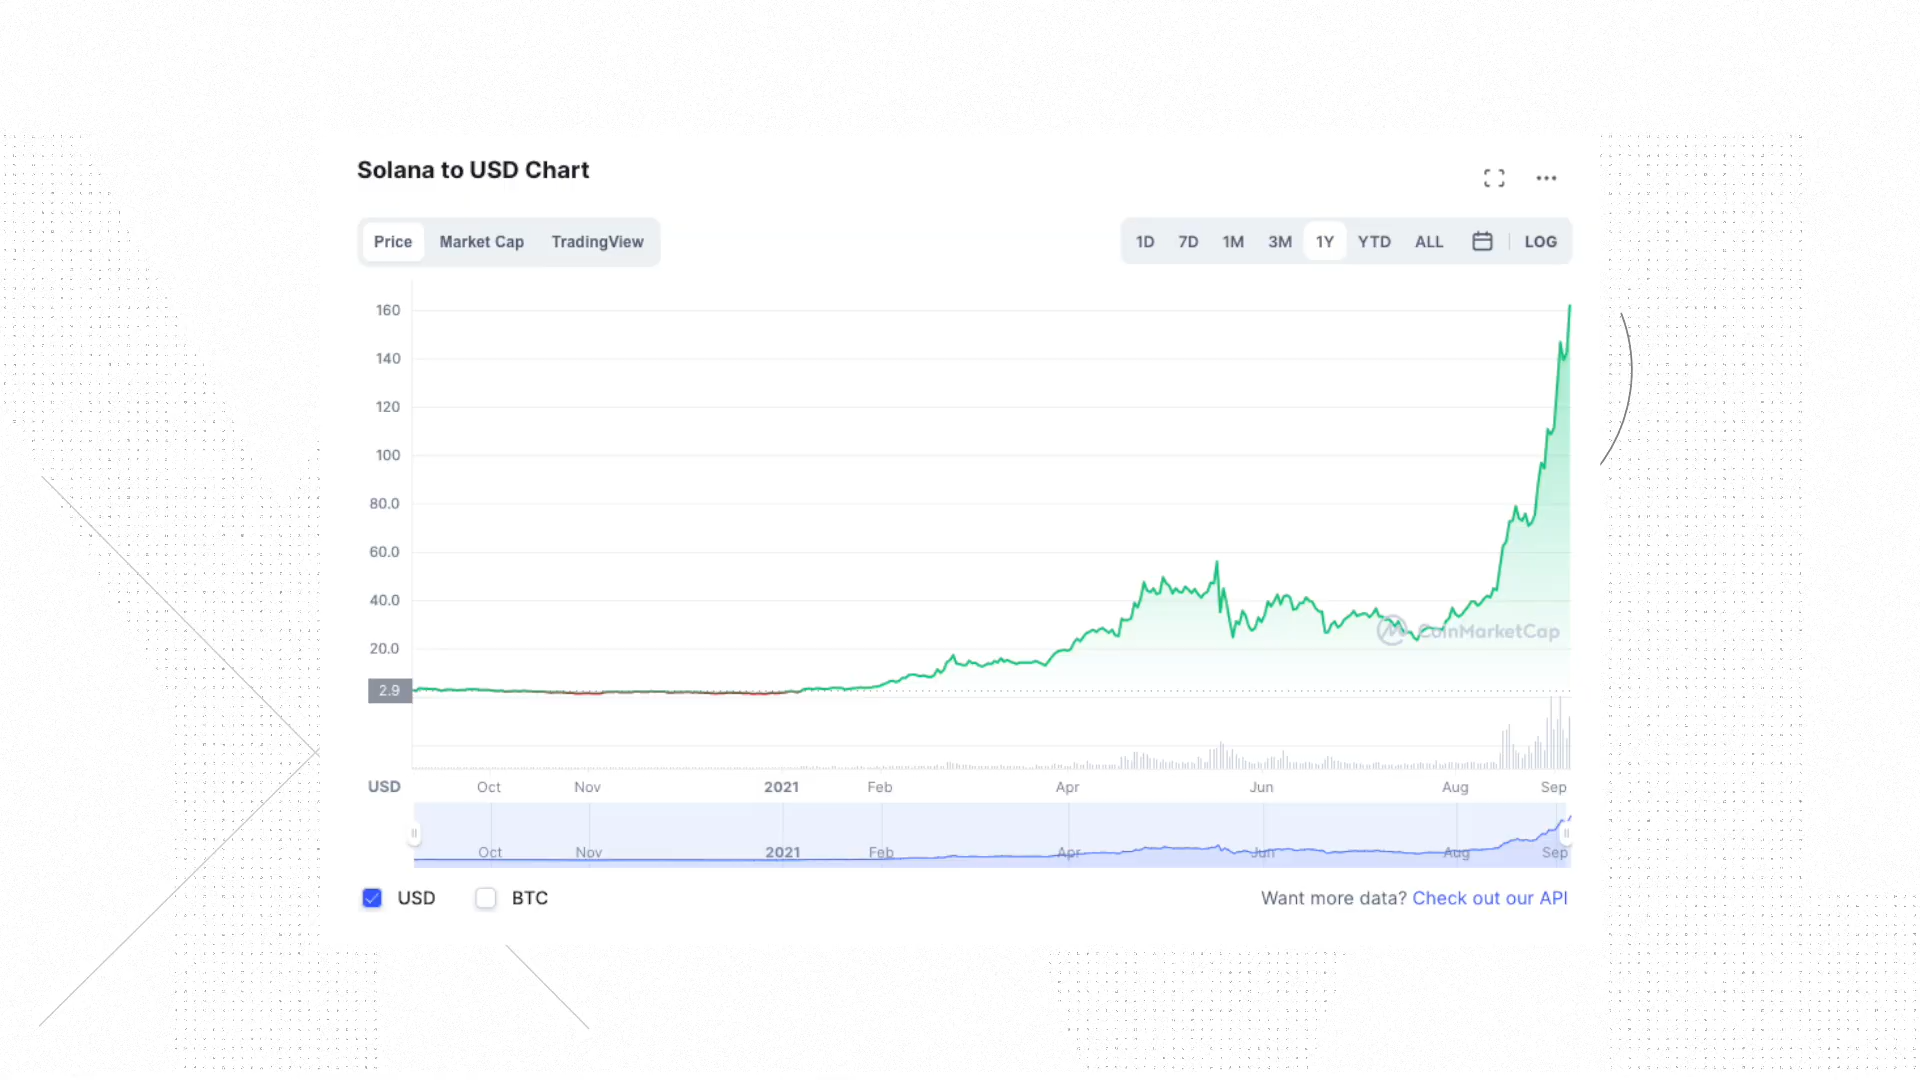 Solana to USD Chart
Price Market Cap TradingView
1D 7D 1M 3M 1Y YTD ALL LOG
160
140
120
100
80.0
60.0
40.0
20.0
2.9
CoinMarketCap
USD Oct Nov 2021 Feb Apr Jun Aug Sep
Oct Nov 2021 Feb Apr Jun Aug Sep
USD BTC
Want more data? Check out our API